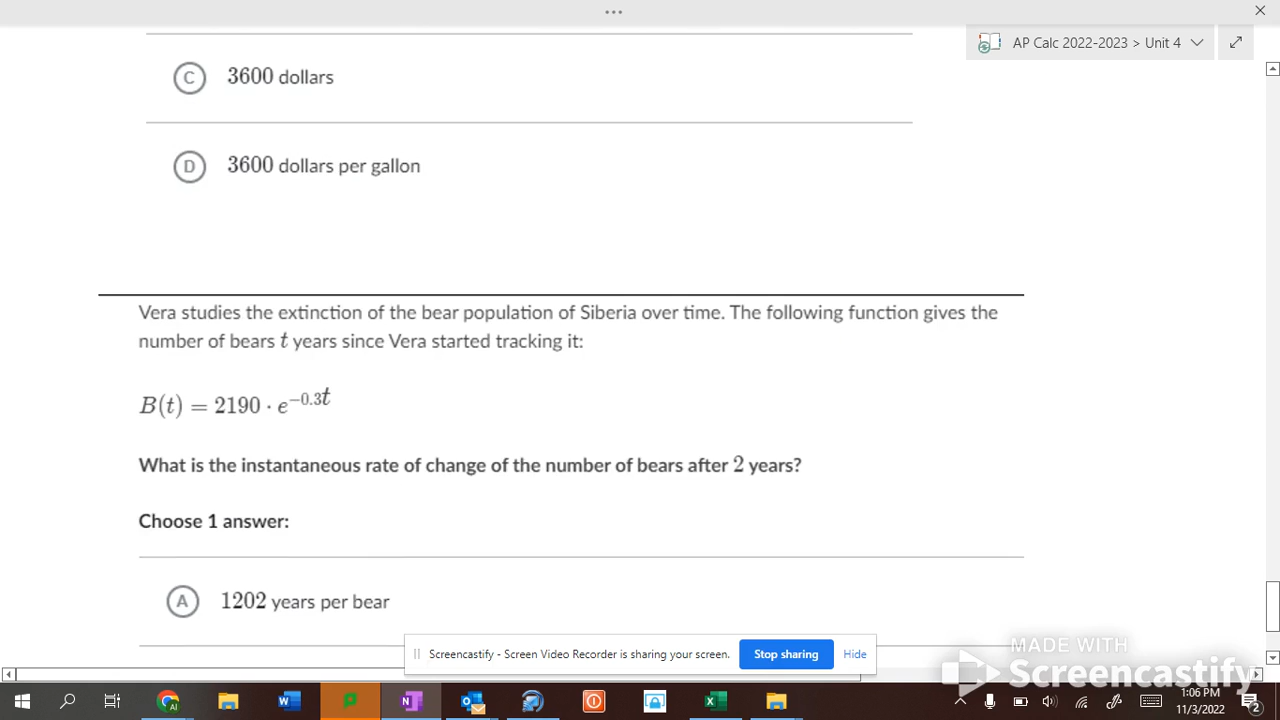 ...
AP Calc 2022-2023 > Unit 4
C 3600 dollars
D 3600 dollars per gallon
Vera studies the extinction of the bear population of Siberia over time. The following function gives the
number of bears t years since Vera started tracking it:
B(t) = 2190 · e^−0.3t
What is the instantaneous rate of change of the number of bears after 2 years?
Choose 1 answer:
A 1202 years per bear
Screencastify - Screen Video Recorder is sharing your screen. Stop sharing Hide
MADE WITH
Screencastify
1:06 PM
11/3/2022
2